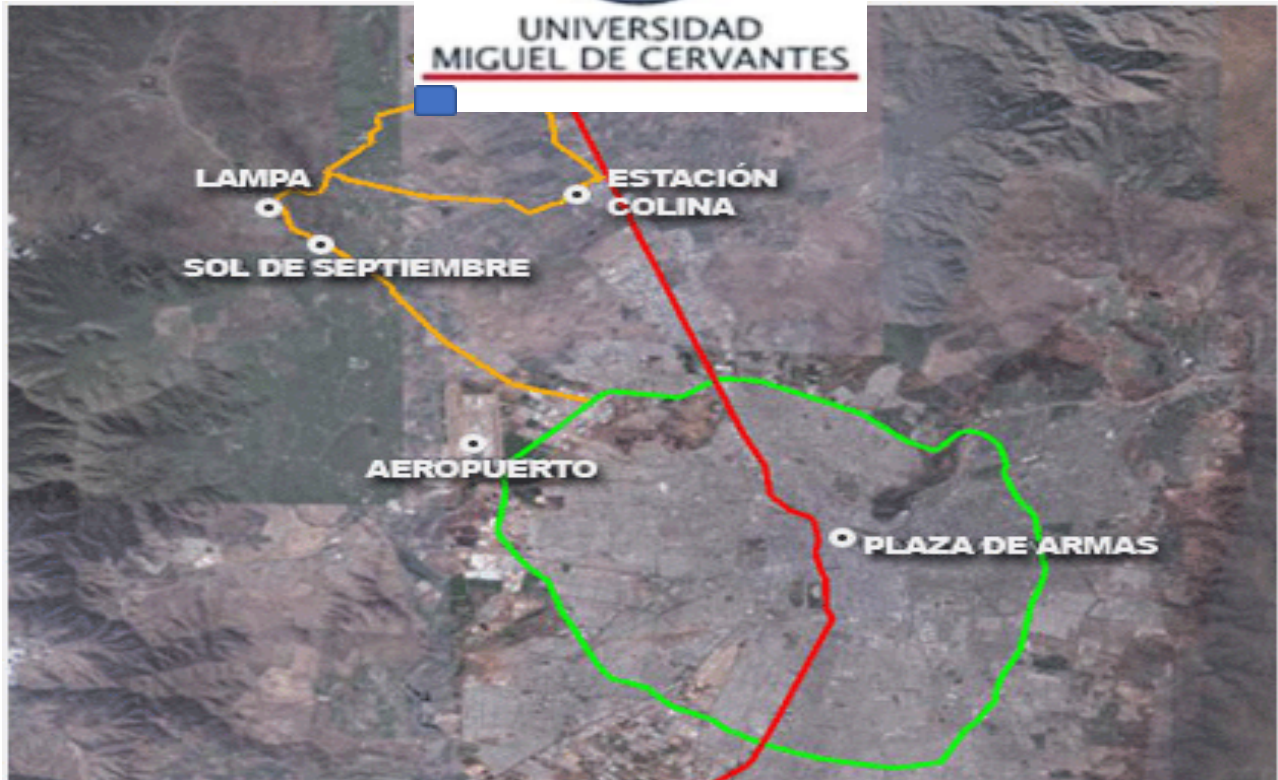 UNIVERSIDAD
MIGUEL DE CERVANTES
LAMPA
ESTACIÓN
COLINA
SOL DE SEPTIEMBRE
AEROPUERTO
PLAZA DE ARMAS